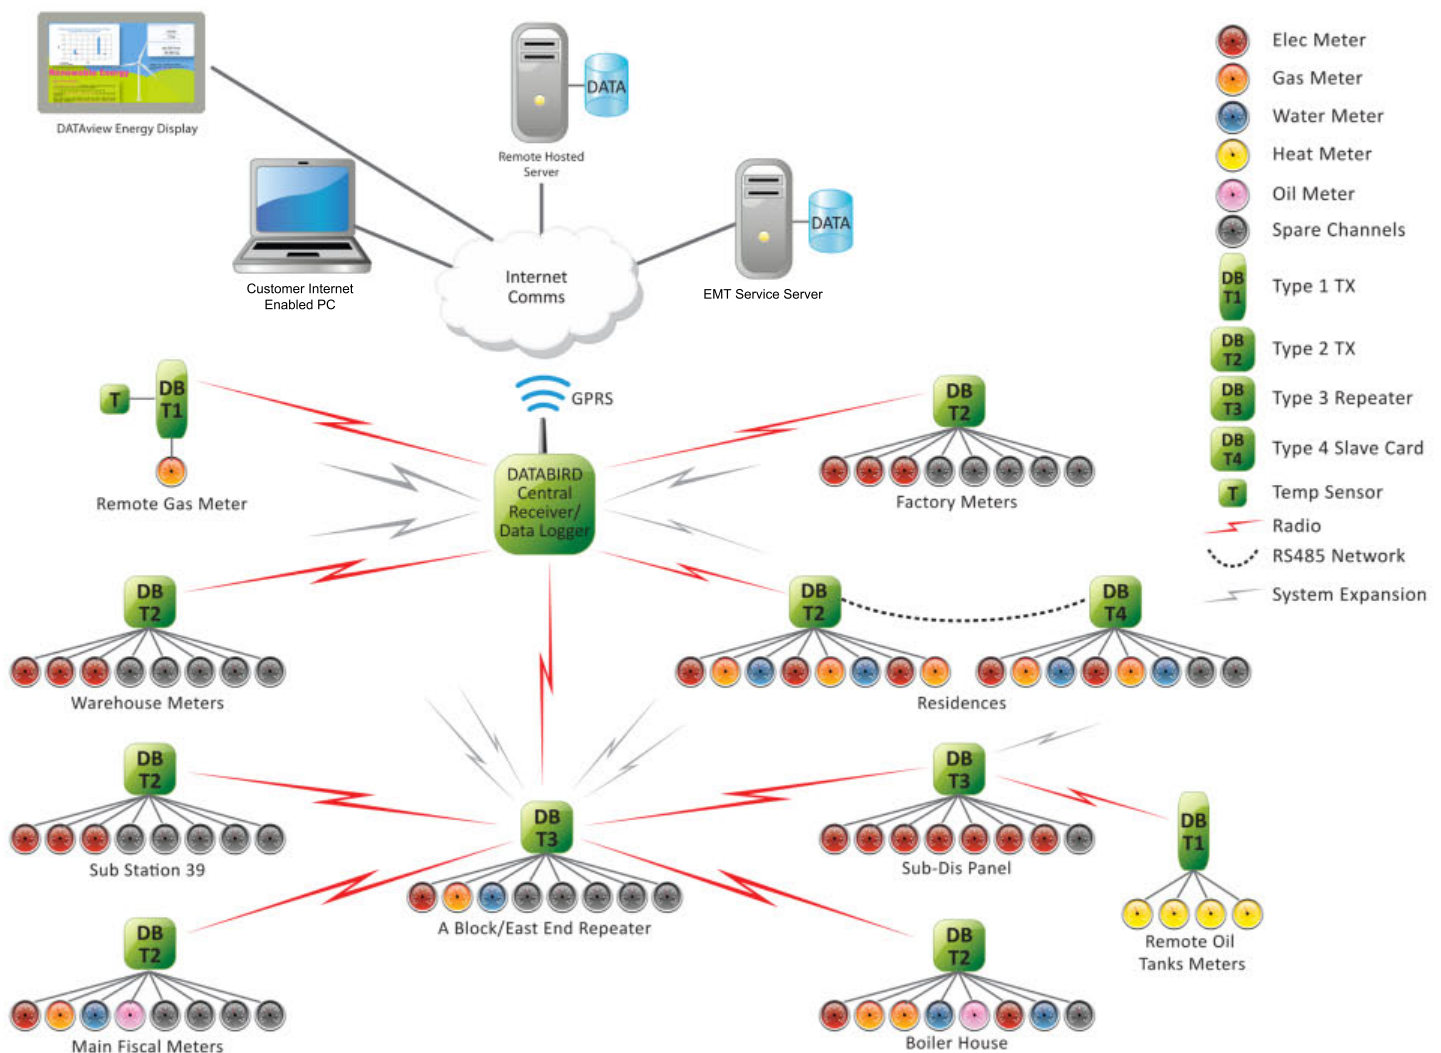 Renewable Energy
DATAview Energy Display
DATA
Remote Hosted
Server
Customer Internet
Enabled PC
Internet
Comms
DATA
EMT Service Server
GPRS
Elec Meter
Gas Meter
Water Meter
Heat Meter
Oil Meter
Spare Channels
DB
T1
Type 1 TX
DB
T2
Type 2 TX
DB
T3
Type 3 Repeater
DB
T4
Type 4 Slave Card
T
Temp Sensor
Radio
RS485 Network
System Expansion
T
DB
T1
Remote Gas Meter
DATABIRD
Central
Receiver/
Data Logger
DB
T2
Factory Meters
DB
T2
Warehouse Meters
DB
T2
DB
T4
Residences
DB
T2
Sub Station 39
DB
T3
A Block/East End Repeater
DB
T3
Sub-Dis Panel
DB
T1
Remote Oil
Tanks Meters
DB
T2
Main Fiscal Meters
DB
T2
Boiler House